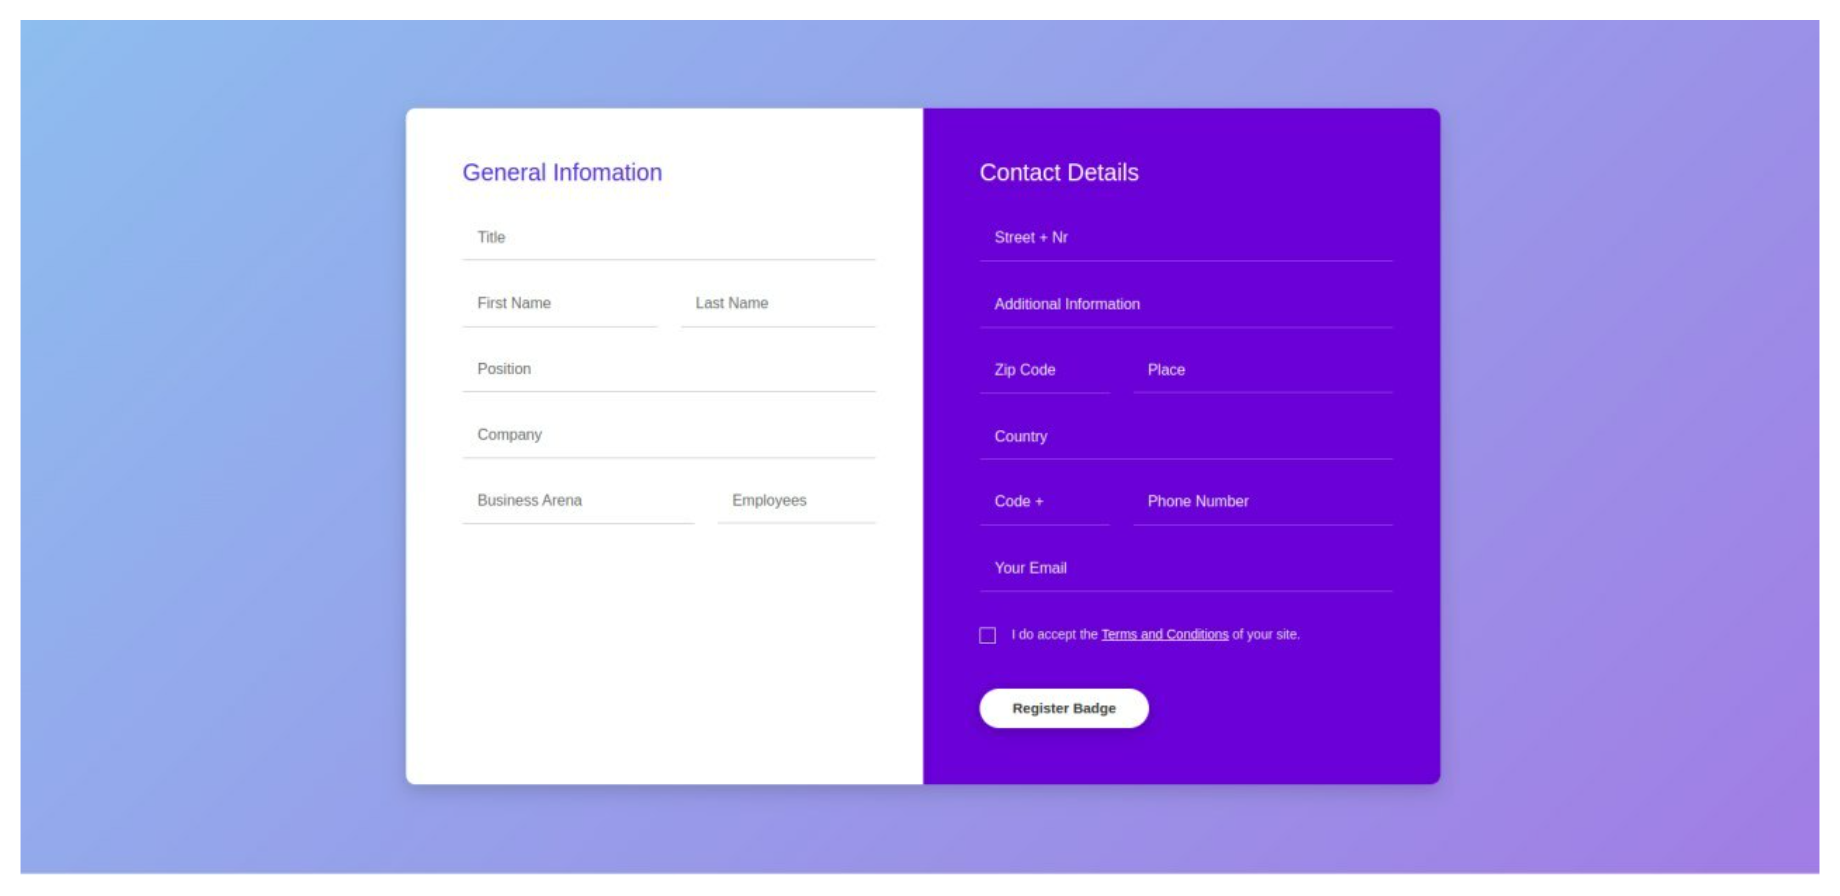 General Infomation
Title
First Name Last Name
Position
Company
Business Arena Employees
Contact Details
Street + Nr
Additional Information
Zip Code Place
Country
Code + Phone Number
Your Email
I do accept the Terms and Conditions of your site.
Register Badge